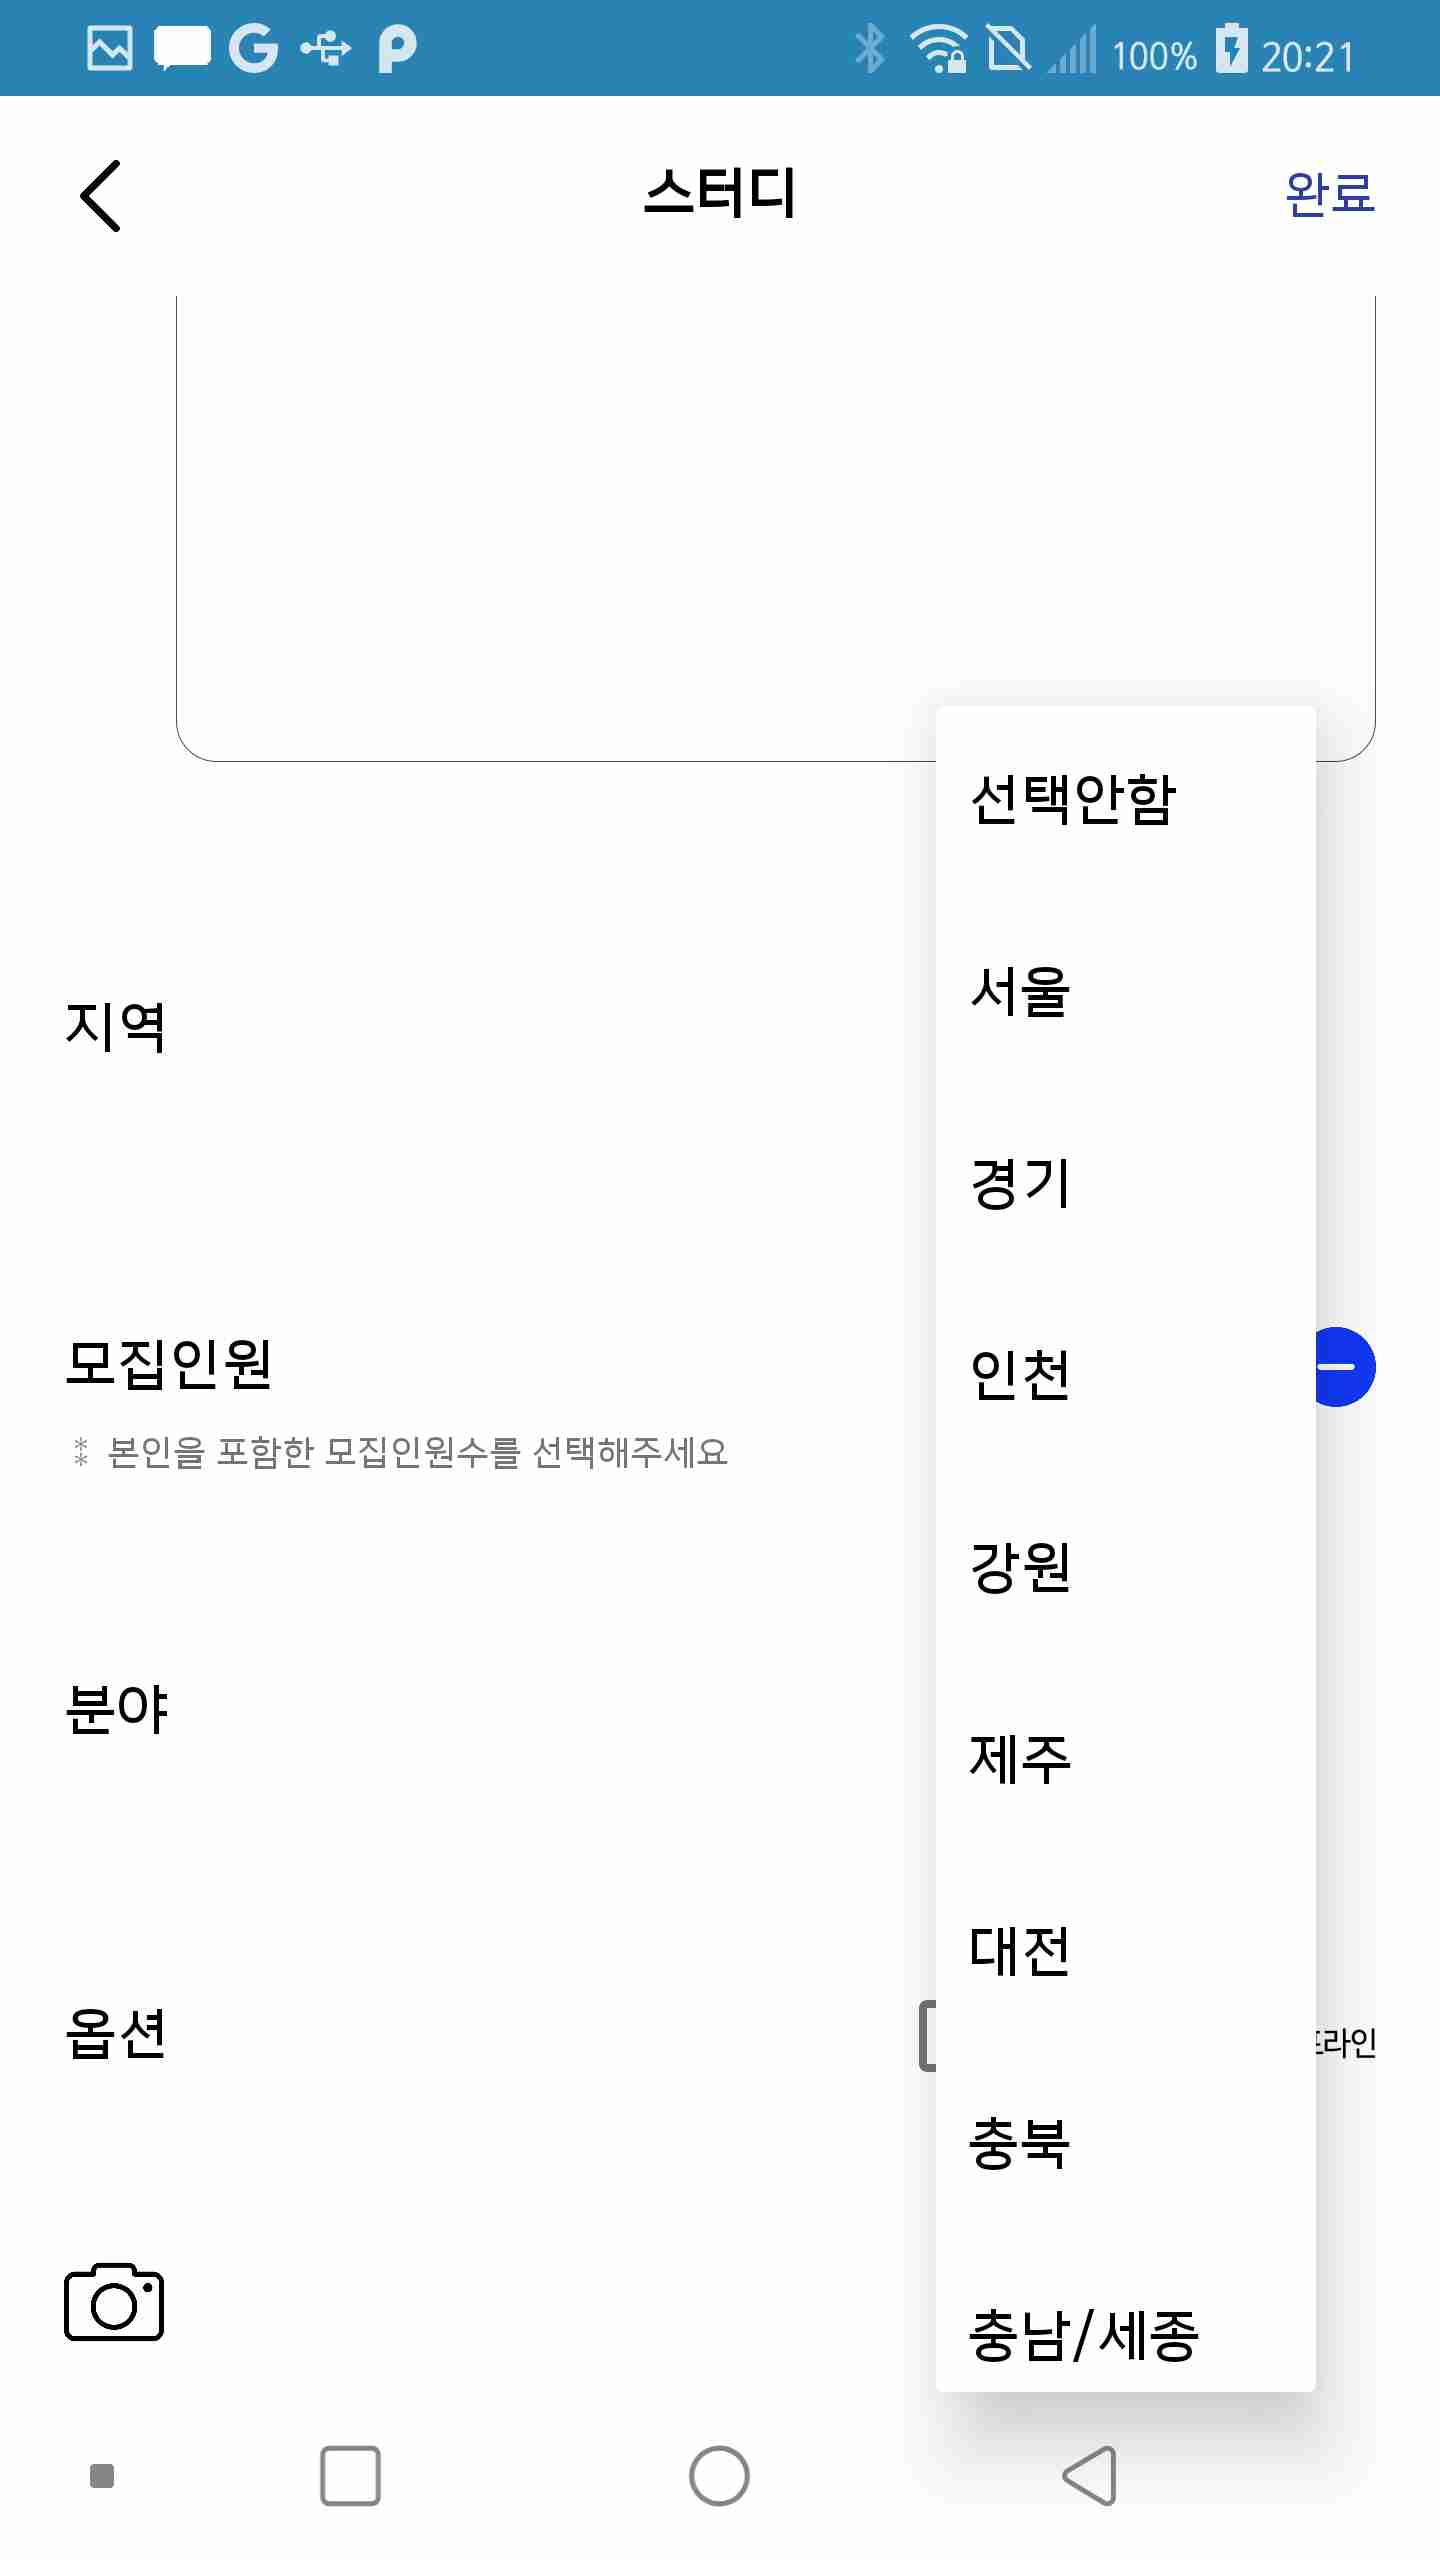 100% 20:21
스터디
완료
선택안함
서울
지역
경기
모집인원
인천
* 본인을 포함한 모집인원수를 선택해주세요
강원
분야
제주
대전
옵션
라인
충북
충남/세종